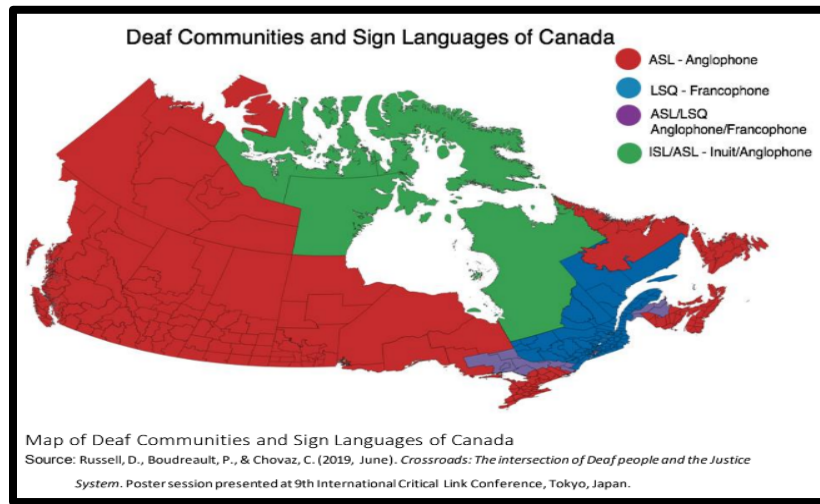 Deaf Communities and Sign Languages of Canada
ASL - Anglophone
LSQ - Francophone
ASL/LSQ
Anglophone/Francophone
ISL/ASL - Inuit/Anglophone
Map of Deaf Communities and Sign Languages of Canada
Source: Russell, D., Boudreault, P., & Chovaz, C. (2019, June). Crossroads: The intersection of Deaf people and the Justice
System. Poster session presented at 9th International Critical Link Conference, Tokyo, Japan.